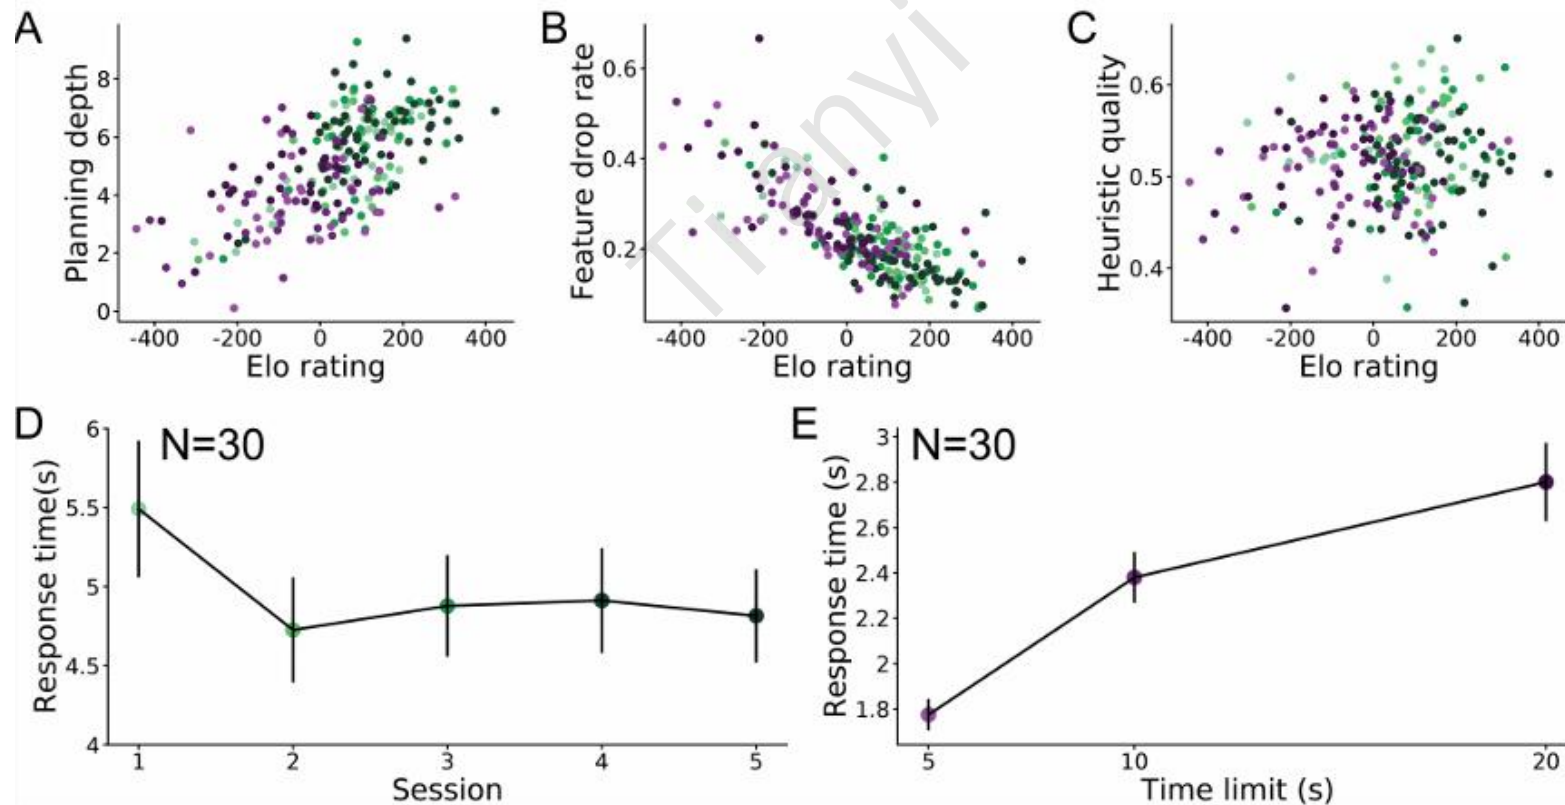 A
Planning depth
8
6
4
2
0
-400 -200 0 200 400
Elo rating
B
Feature drop rate
0.6
0.4
0.2
-400 -200 0 200 400
Elo rating
C
Heuristic quality
0.6
0.5
0.4
-400 -200 0 200 400
Elo rating
Tianyi
D
N=30
Response time(s)
6
5.5
5
4.5
4
1 2 3 4 5
Session
E
N=30
Response time (s)
3
2.8
2.6
2.4
2.2
2
1.8
5 10 20
Time limit (s)